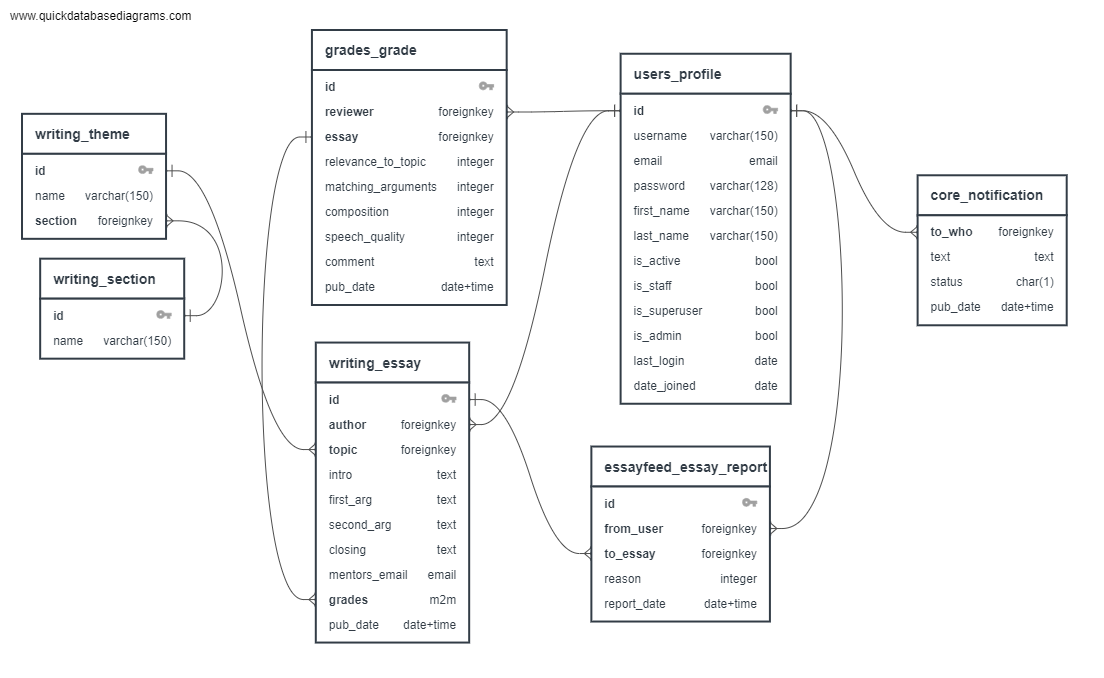 www.quickdatabasediagrams.com
writing_theme
id
name varchar(150)
section foreignkey
writing_section
id
name varchar(150)
grades_grade
id
reviewer foreignkey
essay foreignkey
relevance_to_topic integer
matching_arguments integer
composition integer
speech_quality integer
comment text
pub_date date+time
writing_essay
id
author foreignkey
topic foreignkey
intro text
first_arg text
second_arg text
closing text
mentors_email email
grades m2m
pub_date date+time
users_profile
id
username varchar(150)
email email
password varchar(128)
first_name varchar(150)
last_name varchar(150)
is_active bool
is_staff bool
is_superuser bool
is_admin bool
last_login date
date_joined date
essayfeed_essay_report
id
from_user foreignkey
to_essay foreignkey
reason integer
report_date date+time
core_notification
to_who foreignkey
text text
status char(1)
pub_date date+time